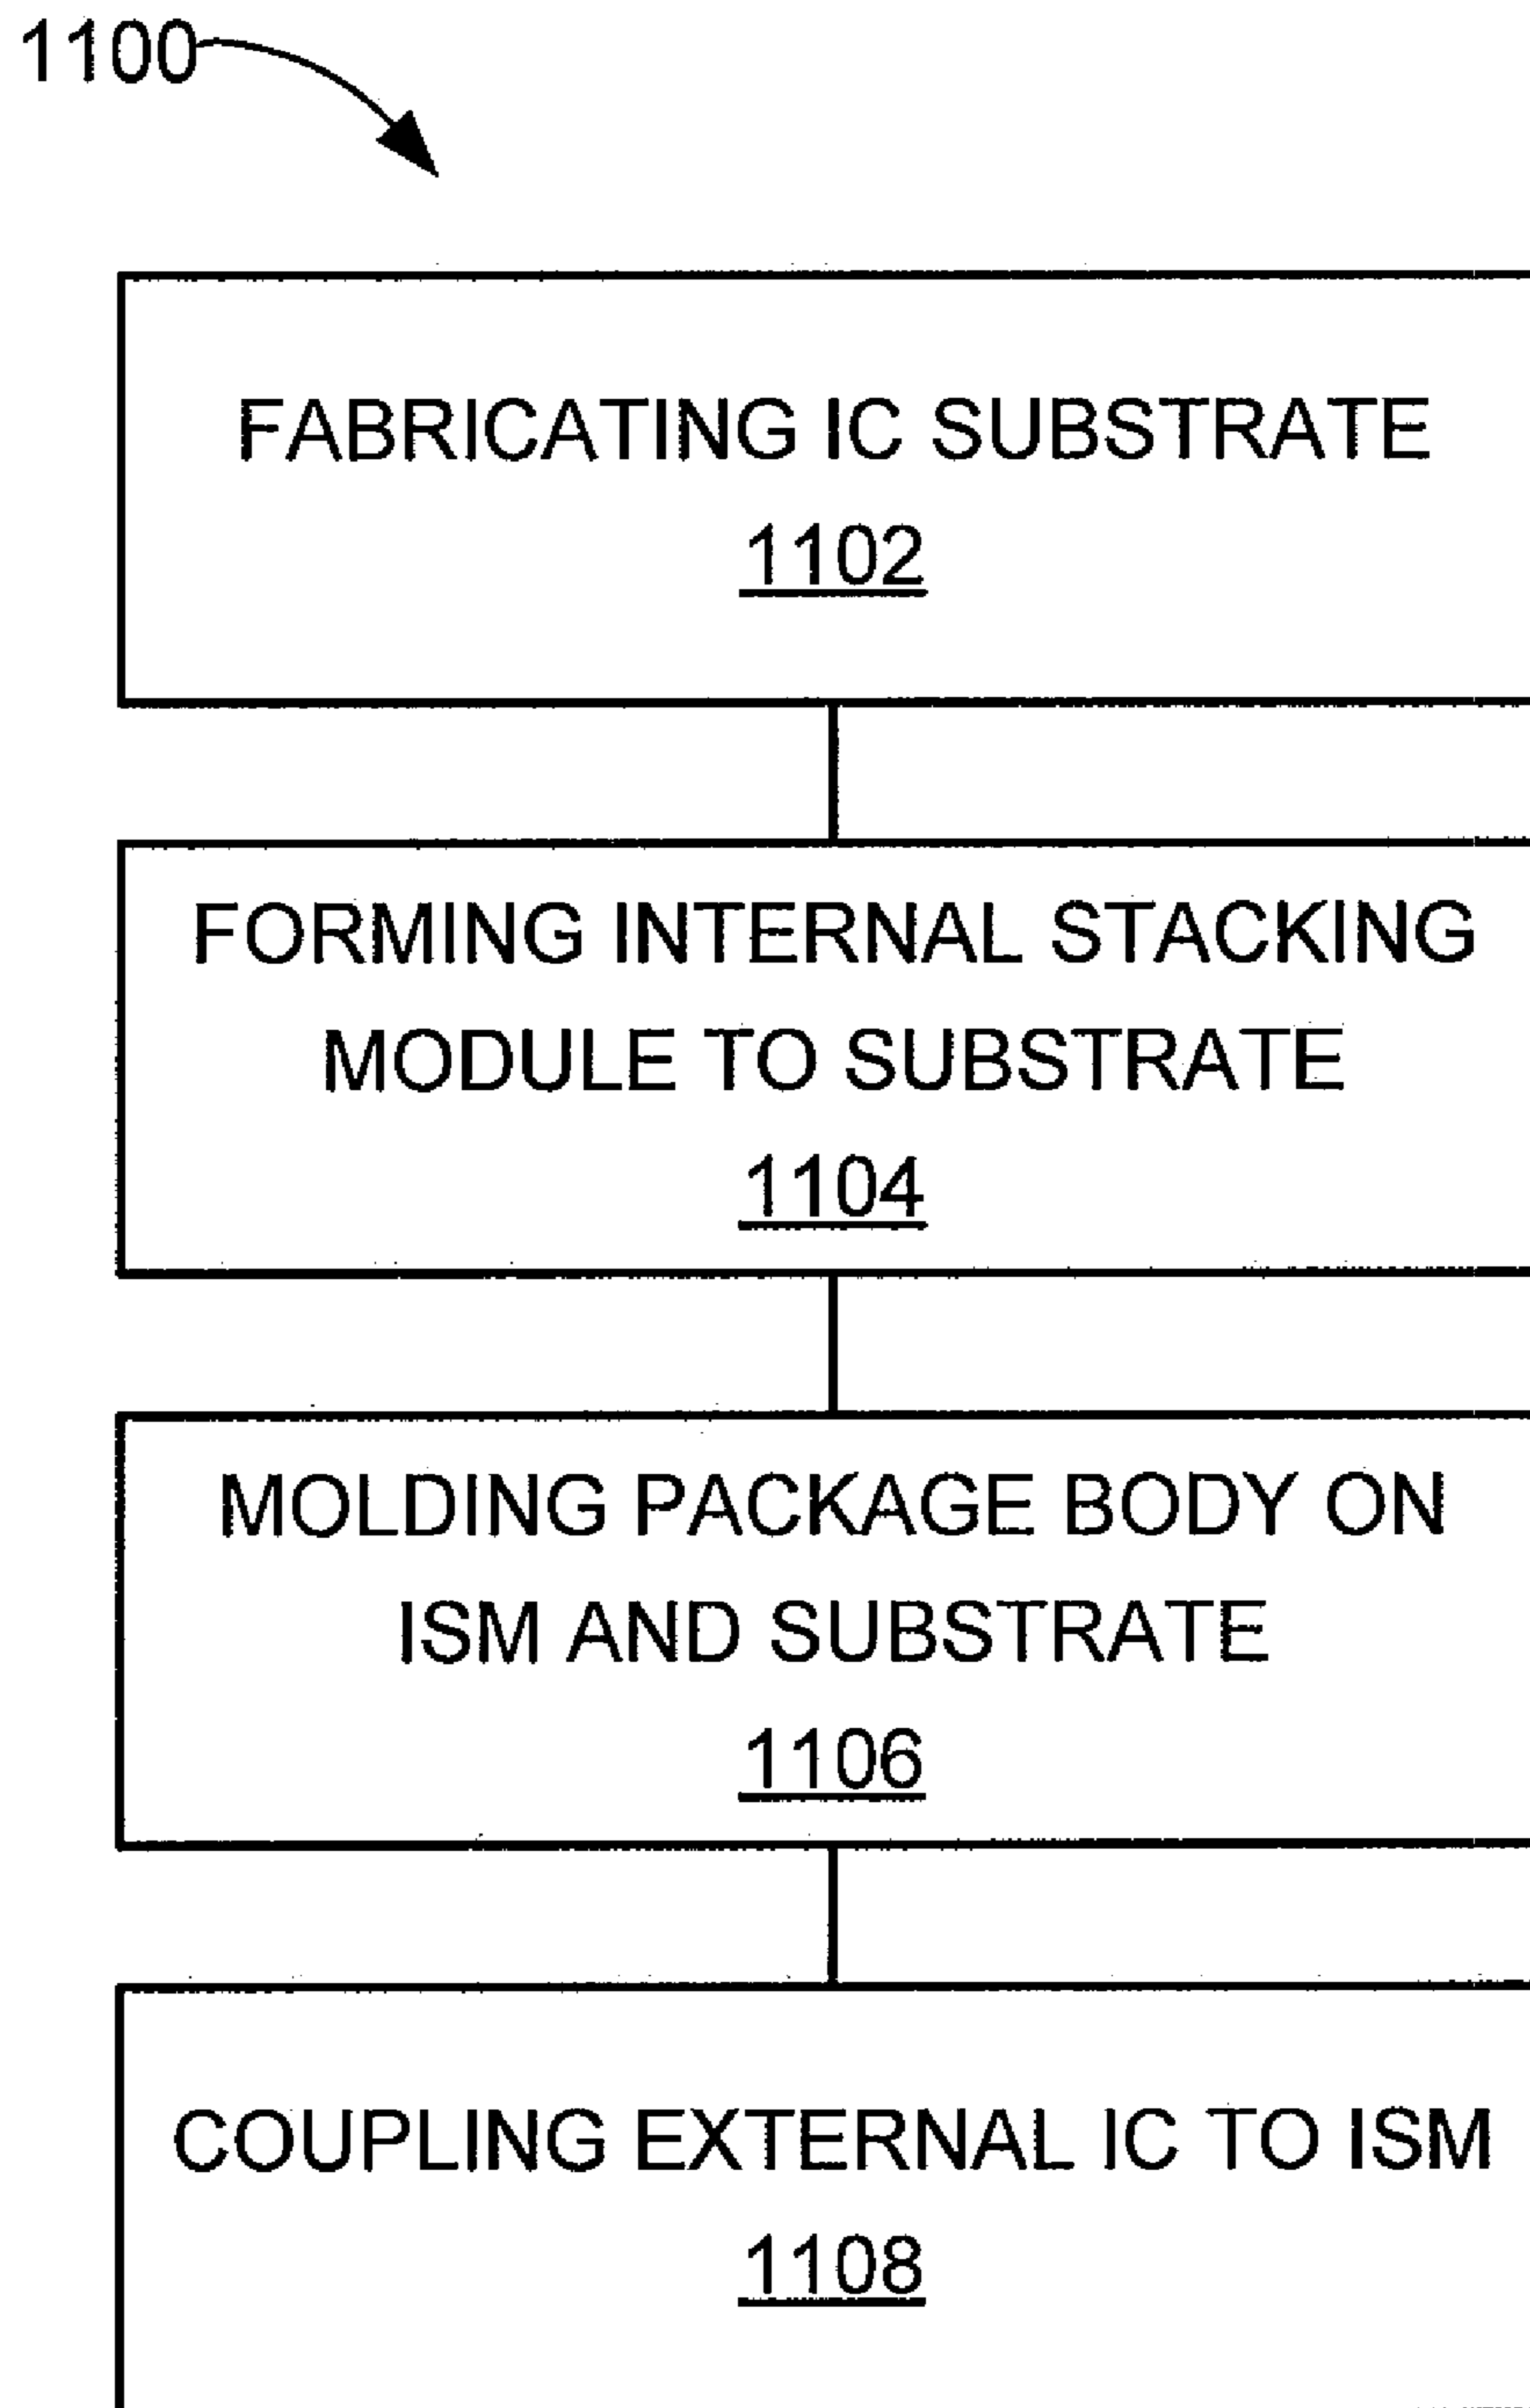 1100
FABRICATING IC SUBSTRATE
1102
FORMING INTERNAL STACKING
MODULE TO SUBSTRATE
1104
MOLDING PACKAGE BODY ON
ISM AND SUBSTRATE
1106
COUPLING EXTERNAL IC TO ISM
1108